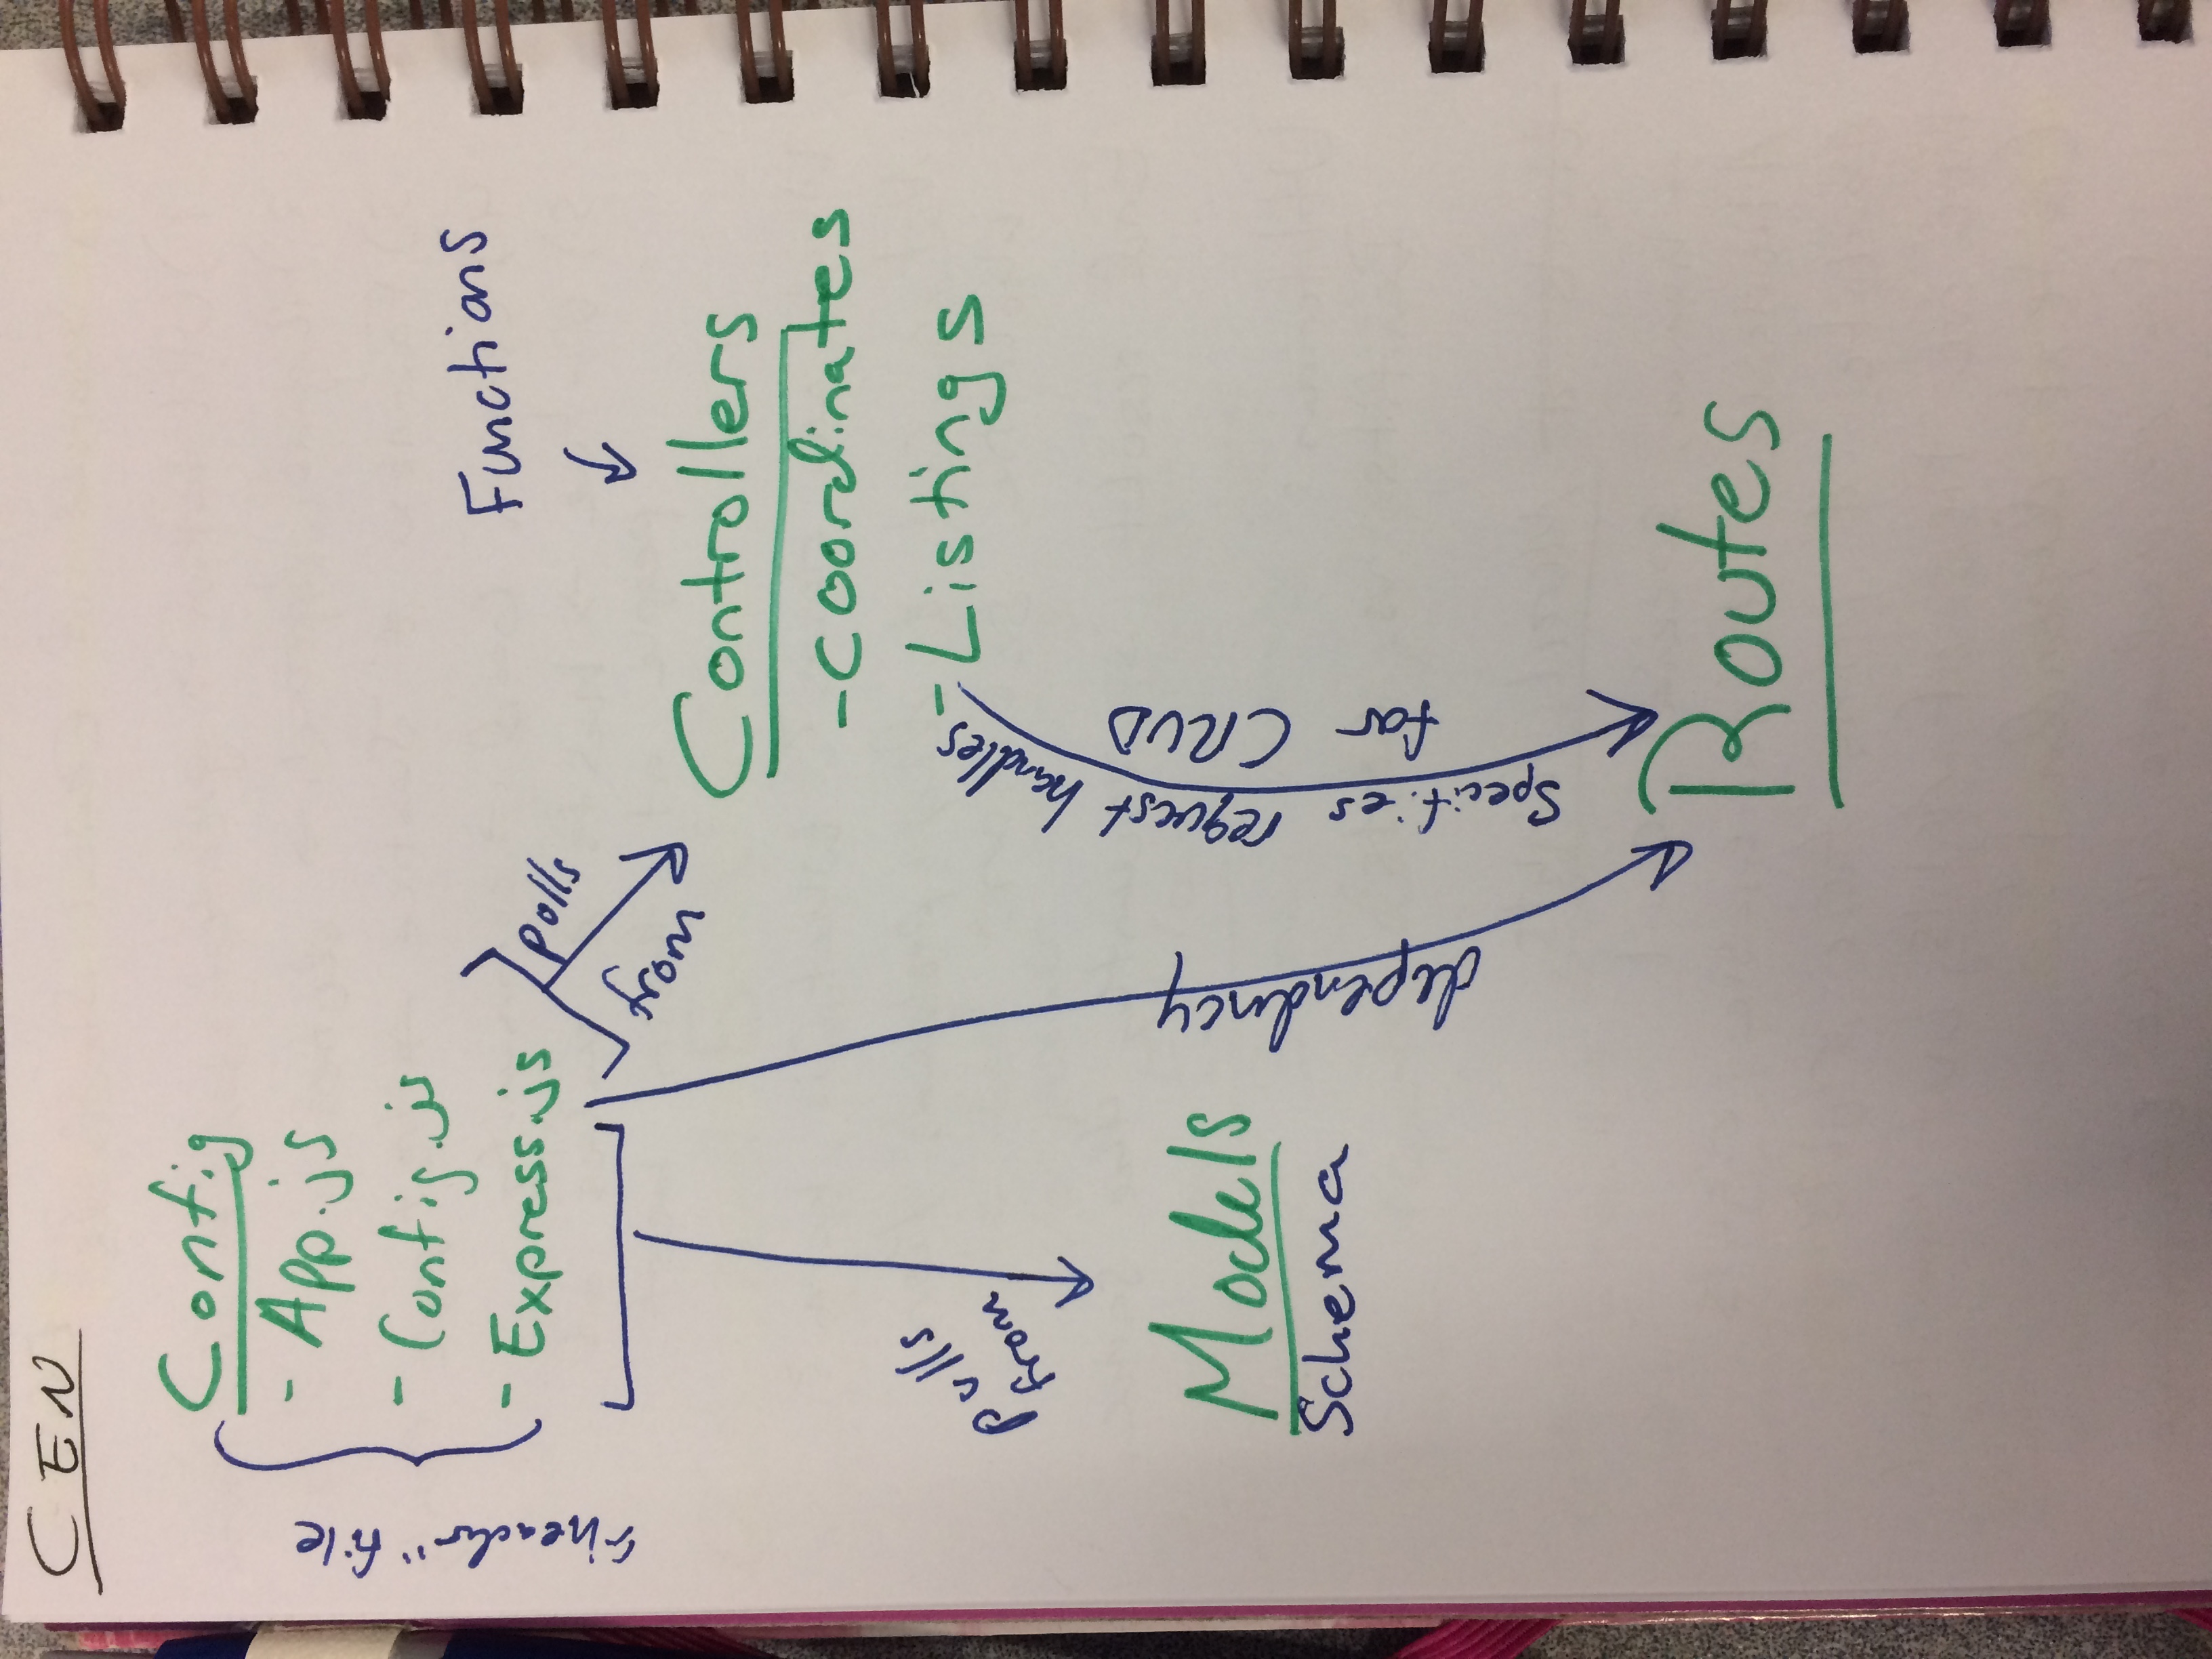 CEN
Config
- App.js
- Config.js
- Express.js
"header" file
pulls
from
Functions
Controllers
- coordinates
- Listings
pulls
from
Models
Schema
dependency
Specifies request handles
for CRUD
Routes